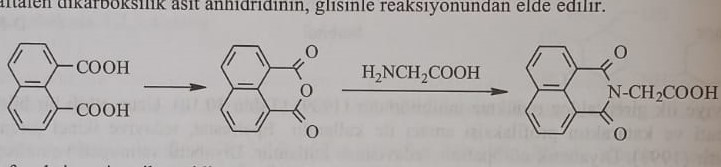 dikarboksilik asit anhidridinin, glisinle reaksiyonundan elde edilir.
COOH
COOH
O
O
O
H₂NCH₂COOH
O
N-CH₂COOH
O